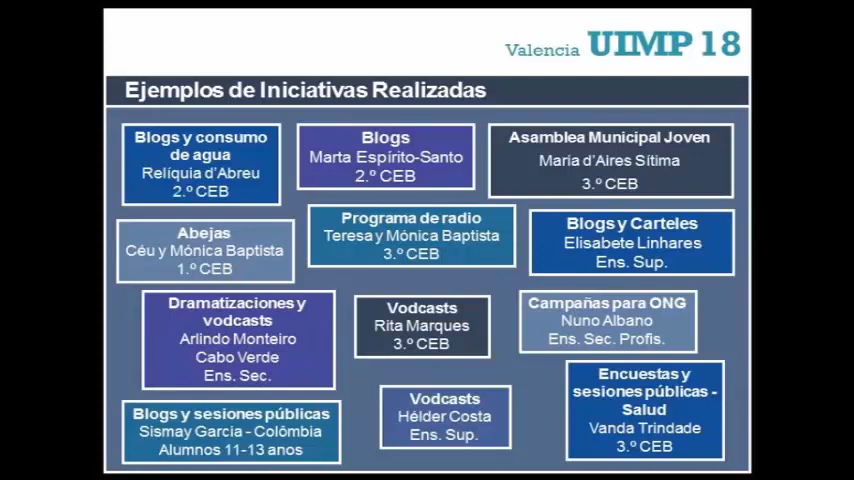 Valencia UIMP 18
Ejemplos de Iniciativas Realizadas
Blogs y consumo
de agua
Relíquia d'Abreu
2.º CEB
Blogs
Marta Espírito-Santo
2.º CEB
Asamblea Municipal Joven
Maria d'Aires Sítima
3.º CEB
Abejas
Céu y Mónica Baptista
1.º CEB
Programa de radio
Teresa y Mónica Baptista
3.º CEB
Blogs y Carteles
Elisabete Linhares
Ens. Sup.
Dramatizaciones y
vodcasts
Arlindo Monteiro
Cabo Verde
Ens. Sec.
Vodcasts
Rita Marques
3.º CEB
Campañas para ONG
Nuno Albano
Ens. Sec. Profis.
Blogs y sesiones públicas
Sismay Garcia - Colômbia
Alumnos 11-13 anos
Vodcasts
Hélder Costa
Ens. Sup.
Encuestas y
sesiones públicas -
Salud
Vanda Trindade
3.º CEB